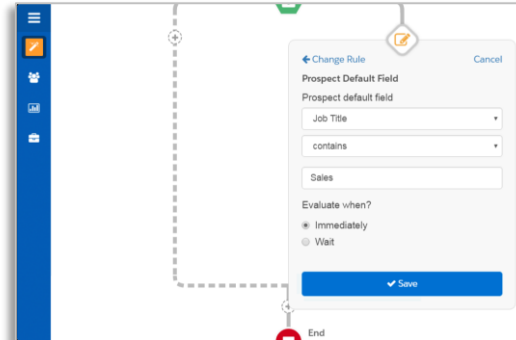 Change Rule
Cancel
Prospect Default Field
Prospect default field
Job Title
contains
Sales
Evaluate when?
Immediately
Wait
Save
End